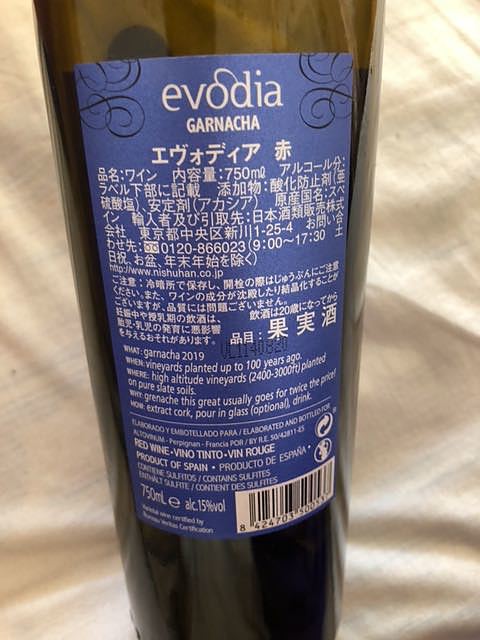 evodia
GARNACHA
エヴォディア 赤
品名:ワイン 内容量:750mℓ アルコール分:
ラベル下部に記載 添加物:酸化防止剤(亜
硫酸塩)、安定剤(アカシア) 原産国名:スペ
イン 輸入者及び引取先:日本酒類販売株式
会社 東京都中央区新川1-25-4 お問い合
わせ先:0120-866023(9:00〜17:30 土
日祝、お盆、年末年始を除く)
http://www.nishuhan.co.jp
ご注意:冷暗所で保存し、開栓の際はじゅうぶんにご注意
ください。また、ワインの成分が沈殿したり結晶化することが
ございますが、品質には問題ございません。
妊娠中や授乳期の飲酒は、 飲酒は20歳になってから
胎児・乳児の発育に悪影響
を与えるおそれがあります。 品目:果実酒
WHAT: garnacha 2019
WHEN: vineyards planted up to 100 years ago.
WHERE: high altitude vineyards (2400-3000ft) planted
on pure slate soils.
WHY: grenache this great usually goes for twice the price!
HOW: extract cork, pour in glass (optional), drink.
ELABORADO Y EMBOTELLADO PARA / ELABORATED AND BOTTLED FOR
ALTOVINUM - Perpignan - Francia POR / BY R.E. 50/42811-ES
RED WINE • VINO TINTO • VIN ROUGE
PRODUCT OF SPAIN • PRODUCTO DE ESPAÑA •
CONTIENE SULFITOS / CONTAINS SULFITES
ENTHÄLT SULFITE / CONTIENT DES SULFITES
750mL e alc.15%vol
Varietal wine certified by
Bureau Veritas Certification